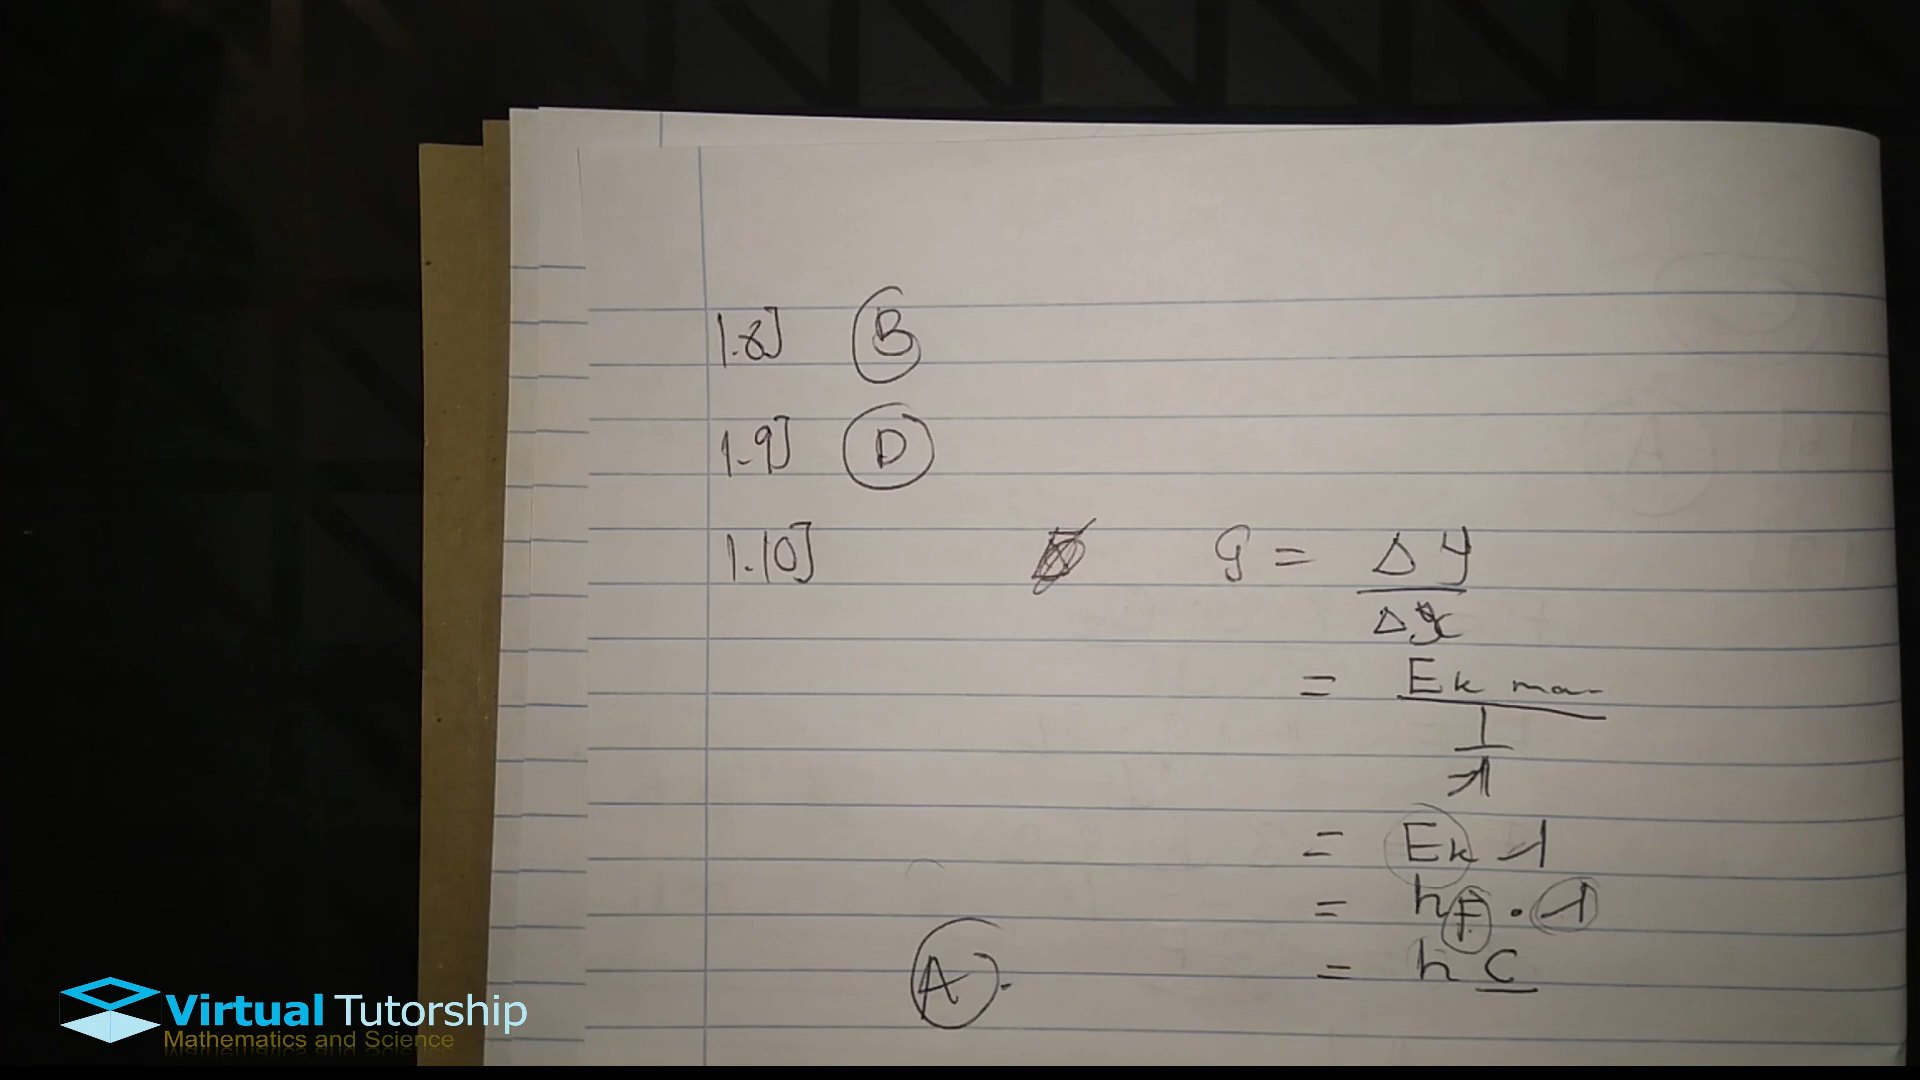 1.8] B
1.9] D
1.10] g = Δy
Δx
= Ek max
1
λ
= Ek λ
= hf . λ
A. = hc
Virtual Tutorship
Mathematics and Science